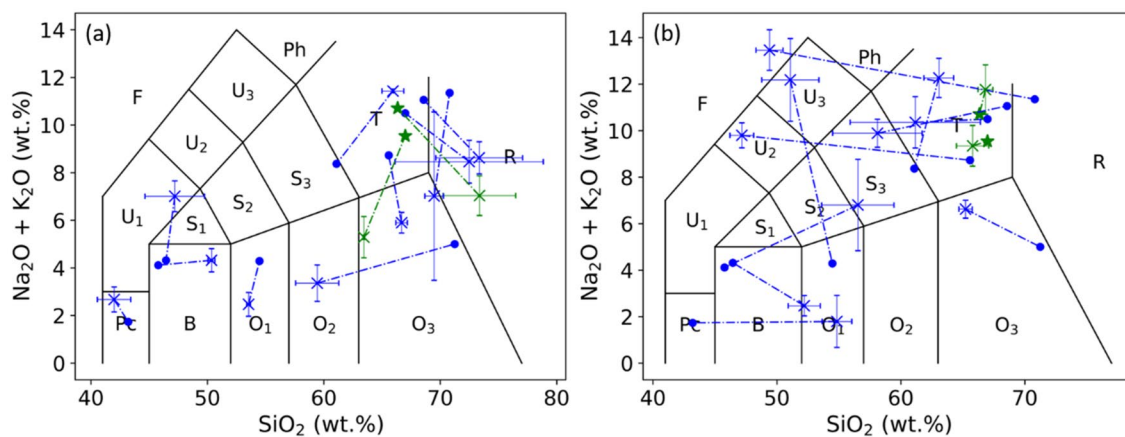 (a)
Na₂O + K₂O (wt.%)
14
12
10
8
6
4
2
0
Ph
F
U₃
T
U₂
R
S₃
S₂
U₁
S₁
PC
B
O₁
O₂
O₃
40
50
60
70
80
SiO₂ (wt.%)
(b)
Na₂O + K₂O (wt.%)
14
12
10
8
6
4
2
0
Ph
F
U₃
T
U₂
R
S₃
S₂
U₁
S₁
PC
B
O₁
O₂
O₃
40
50
60
70
SiO₂ (wt.%)